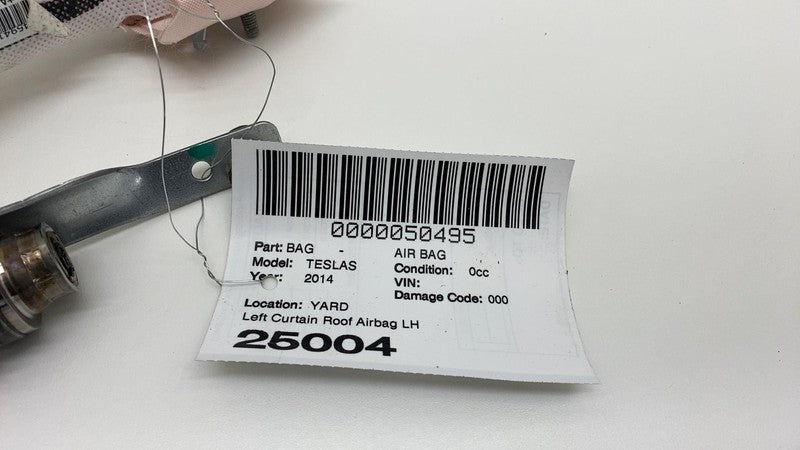 0000050495
Part: BAG - AIR BAG
Model: TESLAS Condition: 0cc
Year: 2014 VIN:
Damage Code: 000
Location: YARD
Left Curtain Roof Airbag LH
25004